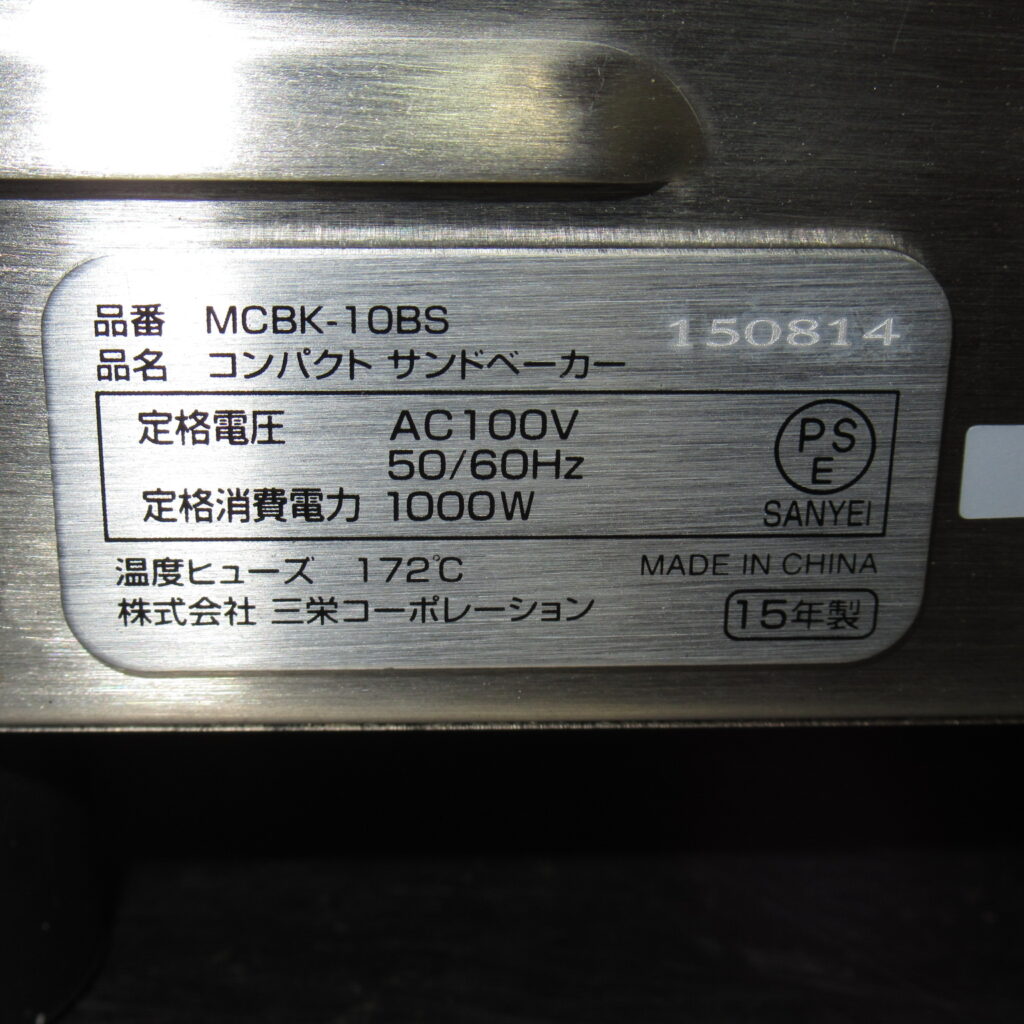 品番 MCBK-10BS 150814
品名 コンパクト サンドベーカー
定格電圧 AC100V
50/60Hz
定格消費電力 1000W
PSE
SANYEI
温度ヒューズ 172℃ MADE IN CHINA
株式会社 三栄コーポレーション 15年製